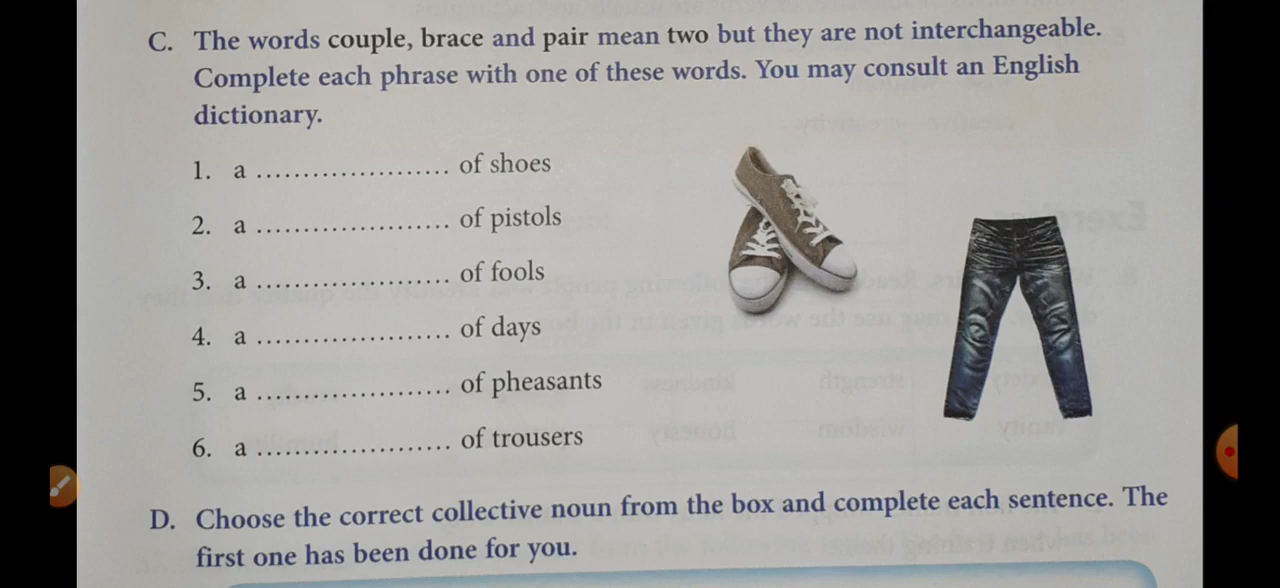 C. The words couple, brace and pair mean two but they are not interchangeable.
Complete each phrase with one of these words. You may consult an English
dictionary.
1. a .................... of shoes
2. a .................... of pistols
3. a .................... of fools
4. a .................... of days
5. a .................... of pheasants
6. a .................... of trousers
D. Choose the correct collective noun from the box and complete each sentence. The
first one has been done for you.